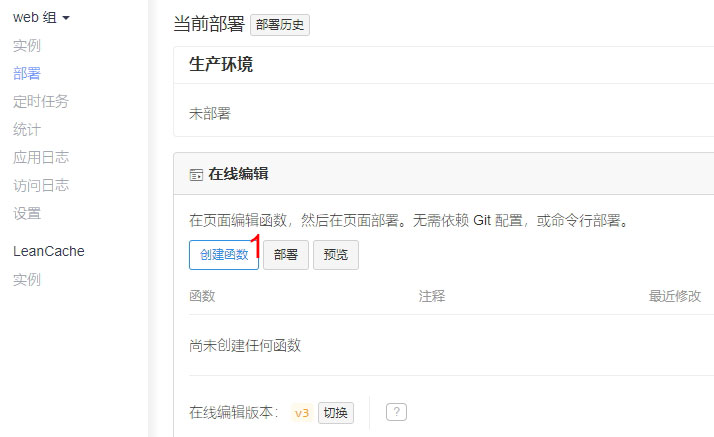 web 组
实例
部署
定时任务
统计
应用日志
访问日志
设置
LeanCache
实例
当前部署 部署历史
生产环境
未部署
在线编辑
在页面编辑函数，然后在页面部署。无需依赖 Git 配置，或命令行部署。
创建函数 1 部署 预览
函数 注释 最近修改
尚未创建任何函数
在线编辑版本： v3 切换 ?